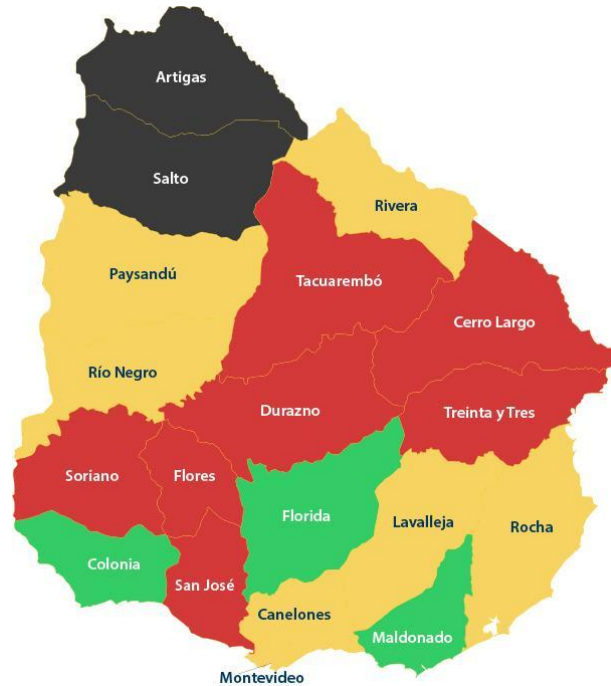 Artigas
Salto
Rivera
Paysandú
Tacuarembó
Cerro Largo
Río Negro
Durazno
Treinta y Tres
Soriano
Flores
Florida
Lavalleja
Rocha
Colonia
San José
Canelones
Maldonado
Montevideo